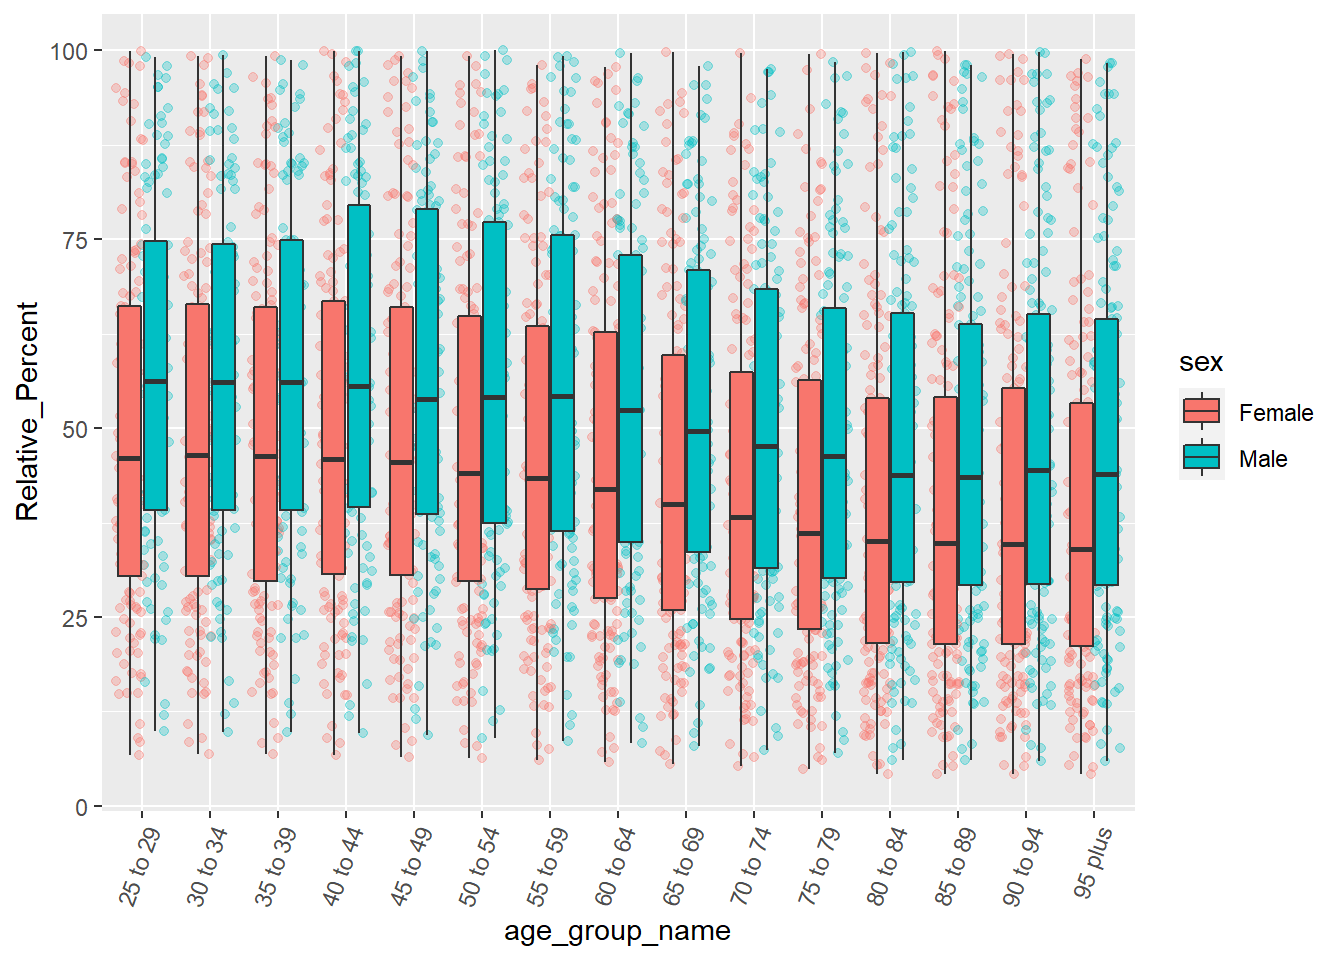 100
75
50
25
0
Relative_Percent
25 to 29
30 to 34
35 to 39
40 to 44
45 to 49
50 to 54
55 to 59
60 to 64
65 to 69
70 to 74
75 to 79
80 to 84
85 to 89
90 to 94
95 plus
age_group_name
sex
Female
Male